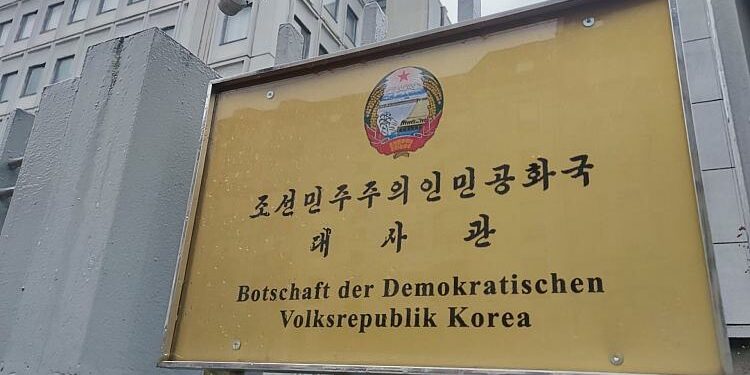 조선민주주의인민공화국
대사관
Botschaft der Demokratischen
Volksrepublik Korea